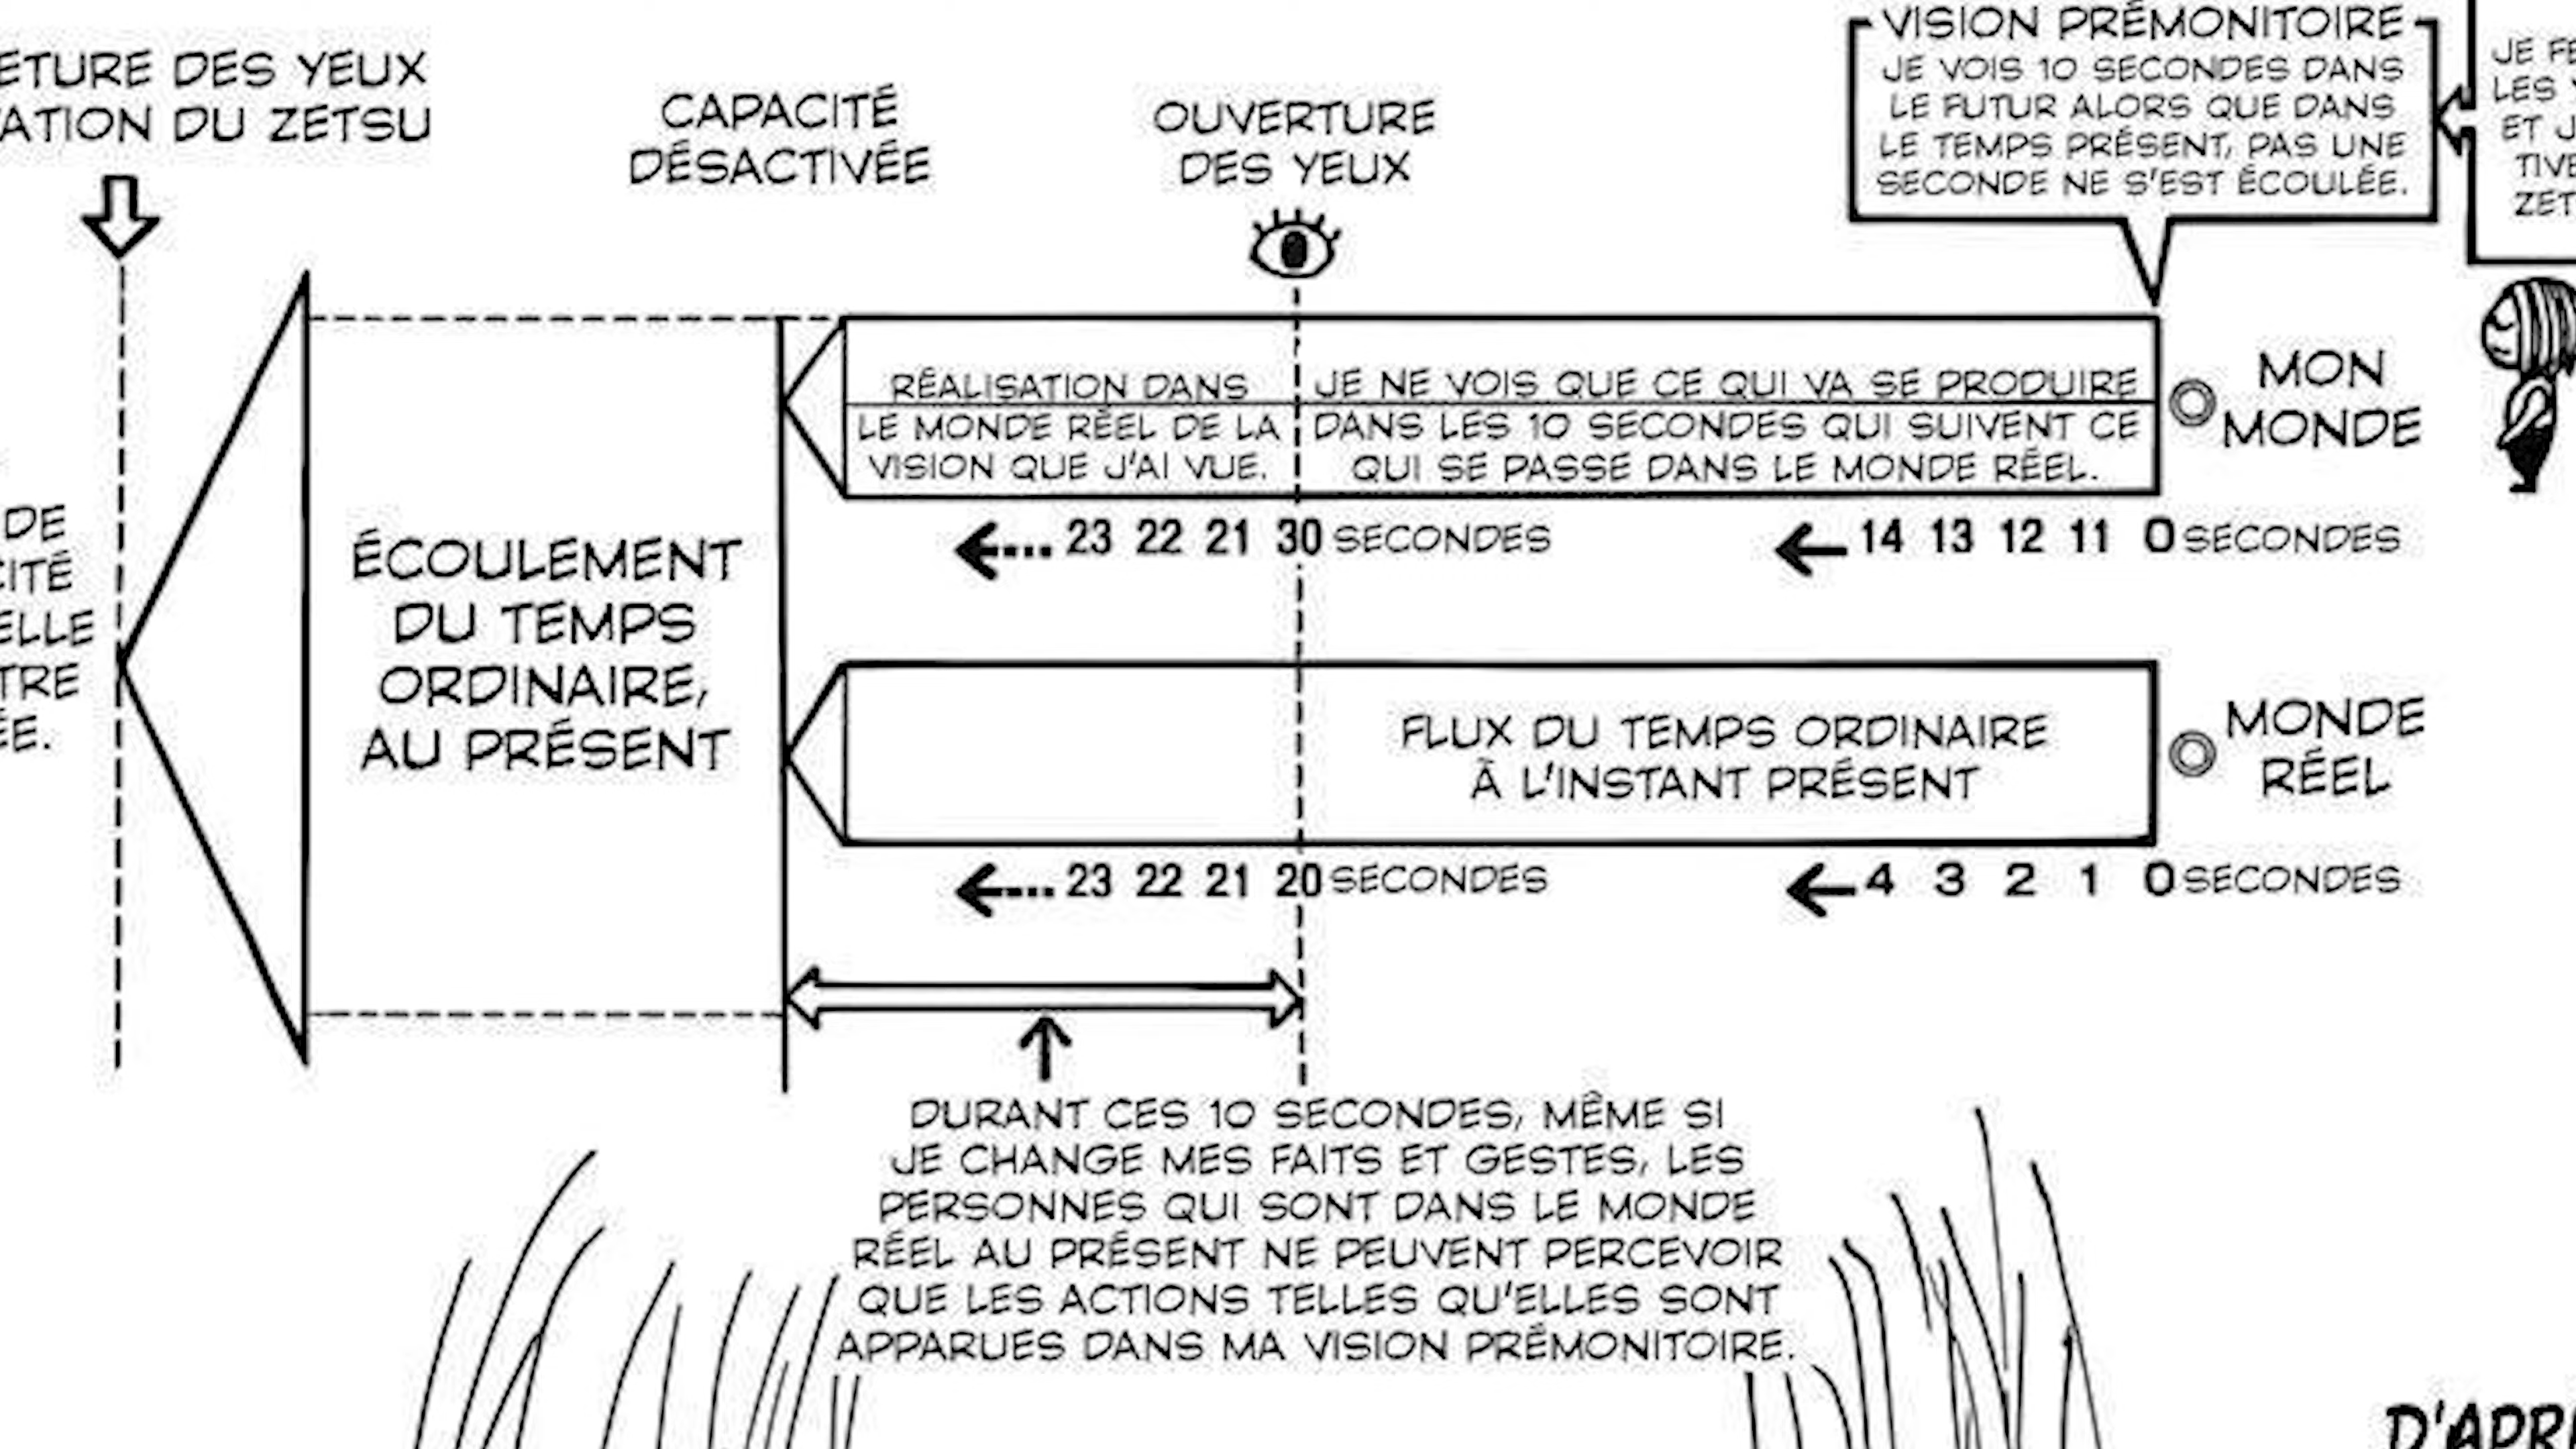 VISION PRÉMONITOIRE
JE VOIS 10 SECONDES DANS
LE FUTUR ALORS QUE DANS
LE TEMPS PRÉSENT, PAS UNE
SECONDE NE S'EST ÉCOULÉE.
OUVERTURE
DES YEUX
CAPACITÉ
DÉSACTIVÉE
ETURE DES YEUX
ATION DU ZETSU
JE FE
LES
ET J
TIVE
ZET
MON
MONDE
JE NE VOIS QUE CE QUI VA SE PRODUIRE
DANS LES 10 SECONDES QUI SUIVENT CE
QUI SE PASSE DANS LE MONDE RÉEL.
RÉALISATION DANS
LE MONDE RÉEL DE LA
VISION QUE J'AI VUE.
23 22 21 30 SECONDES 14 13 12 11 0 SECONDES
MONDE
RÉEL
FLUX DU TEMPS ORDINAIRE
À L'INSTANT PRÉSENT
23 22 21 20 SECONDES 4 3 2 1 0 SECONDES
ÉCOULEMENT
DU TEMPS
ORDINAIRE,
AU PRÉSENT
DE
CITÉ
ELLE
TRE
ÉE.
DURANT CES 10 SECONDES, MÊME SI
JE CHANGE MES FAITS ET GESTES, LES
PERSONNES QUI SONT DANS LE MONDE
RÉEL AU PRÉSENT NE PEUVENT PERCEVOIR
QUE LES ACTIONS TELLES QU'ELLES SONT
APPARUES DANS MA VISION PRÉMONITOIRE.
D'APR